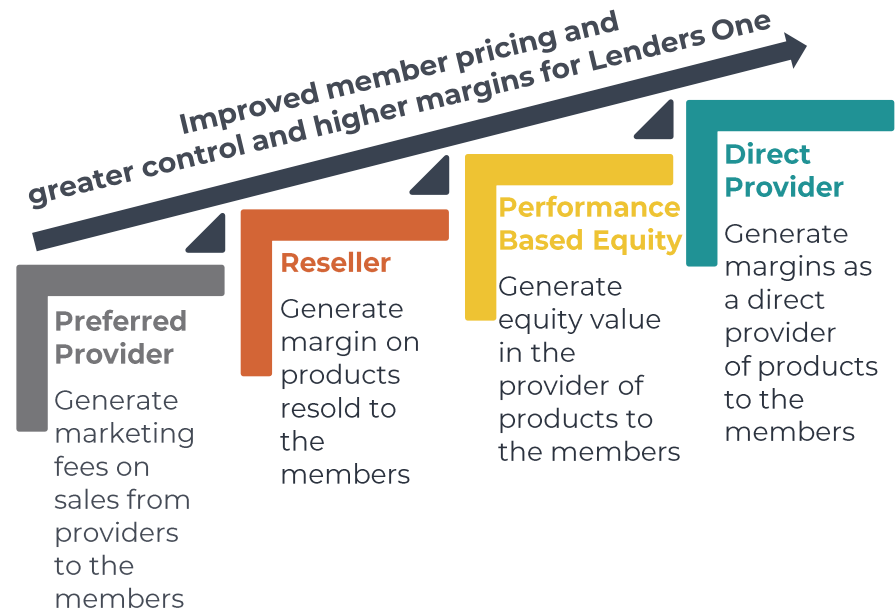 Improved member pricing and
greater control and higher margins for Lenders One
Preferred
Provider
Generate
marketing
fees on
sales from
providers
to the
members
Reseller
Generate
margin on
products
resold to
the
members
Performance
Based Equity
Generate
equity value
in the
provider of
products to
the members
Direct
Provider
Generate
margins as
a direct
provider
of products
to the
members